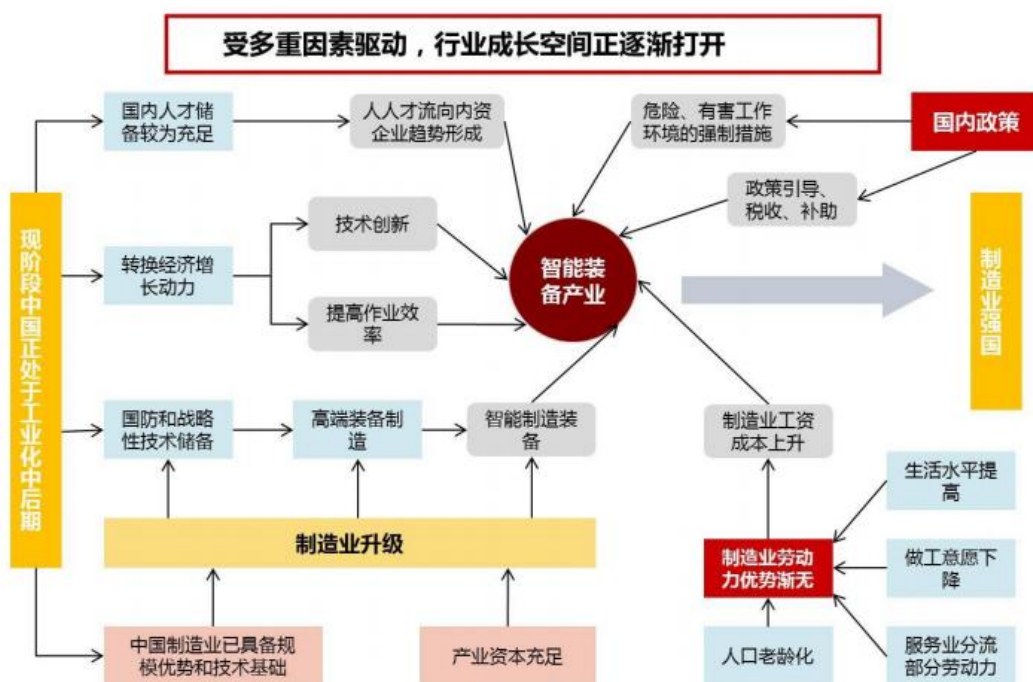 受多重因素驱动，行业成长空间正逐渐打开
国内人才储
备较为充足
人人才流向内资
企业趋势形成
危险、有害工作
环境的强制措施
国内政策
政策引导、
税收、补助
现阶段中国正处于工业化中后期
转换经济增
长动力
技术创新
提高作业效
率
智能装
备产业
制造业强国
国防和战略
性技术储备
高端装备制
造
智能制造装
备
制造业工资
成本上升
生活水平提
高
制造业升级
制造业劳动
力优势渐无
做工意愿下
降
中国制造业已具备规
模优势和技术基础
产业资本充足
人口老龄化
服务业分流
部分劳动力